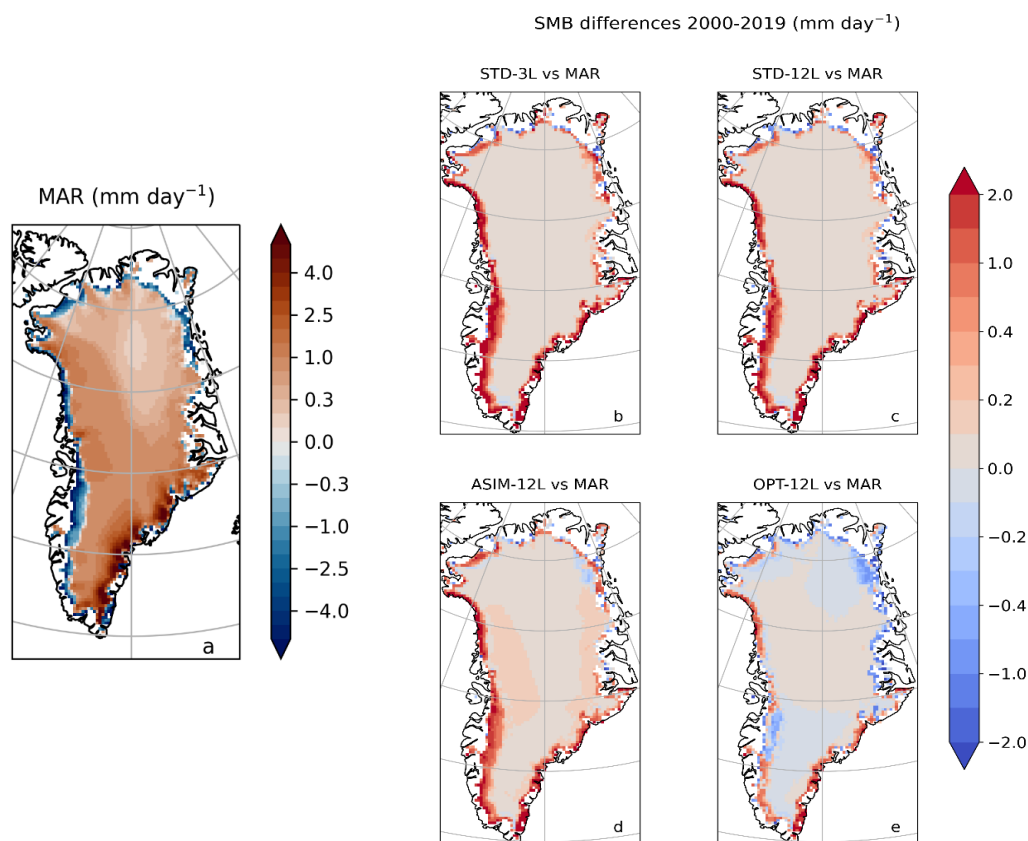 SMB differences 2000-2019 (mm day⁻¹)
STD-3L vs MAR
STD-12L vs MAR
MAR (mm day⁻¹)
4.0
2.5
1.0
0.3
0.0
−0.3
−1.0
−2.5
−4.0
a
b
c
2.0
1.0
0.4
0.2
0.0
−0.2
−0.4
−1.0
−2.0
ASIM-12L vs MAR
OPT-12L vs MAR
d
e